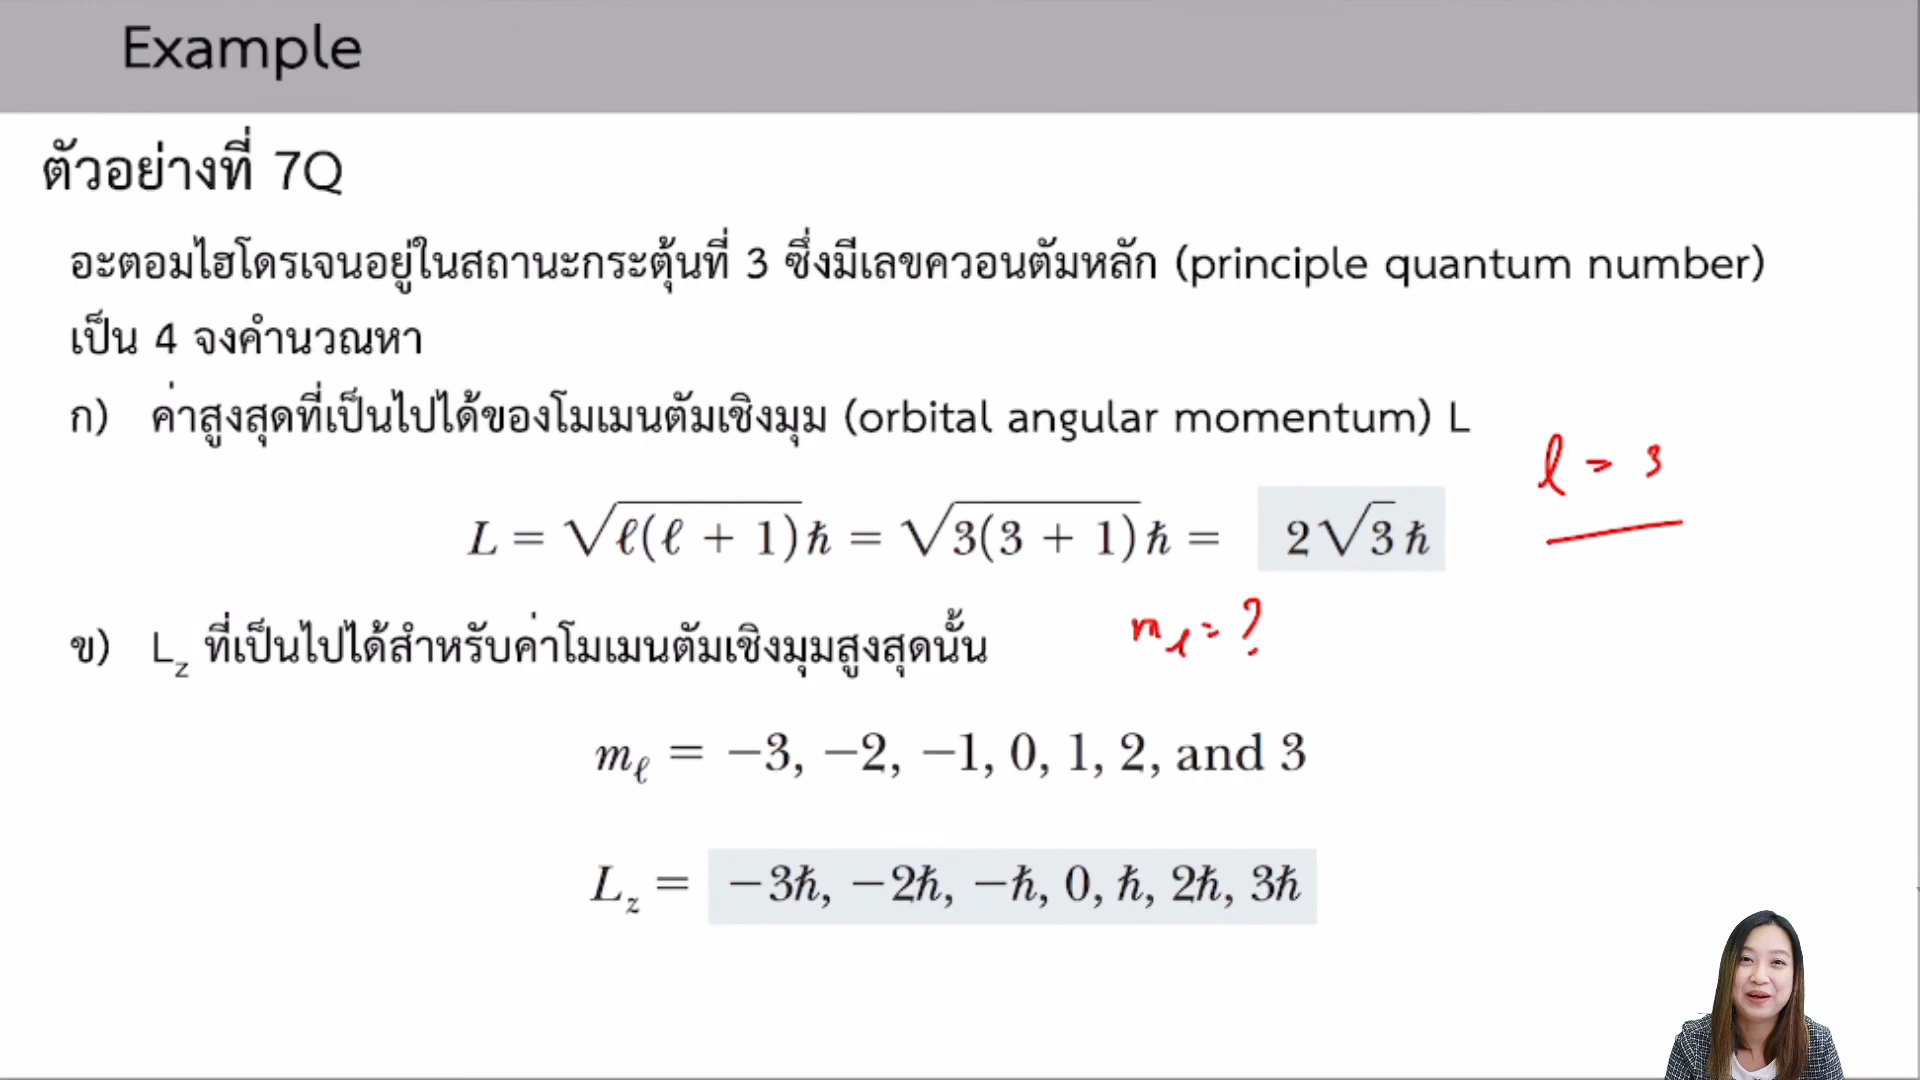 Example
ตัวอย่างที่ 7Q
อะตอมไฮโดรเจนอยู่ในสถานะกระตุ้นที่ 3 ซึ่งมีเลขควอนตัมหลัก (principle quantum number)
เป็น 4 จงคำนวณหา
ก) ค่าสูงสุดที่เป็นไปได้ของโมเมนตัมเชิงมุม (orbital angular momentum) L
ℓ = 3
L = √ℓ(ℓ + 1)ℏ = √3(3 + 1)ℏ = 2√3ℏ
m_ℓ = ?
ข) L_z ที่เป็นไปได้สำหรับค่าโมเมนตัมเชิงมุมสูงสุดนั้น
m_ℓ = −3, −2, −1, 0, 1, 2, and 3
L_z = −3ℏ, −2ℏ, −ℏ, 0, ℏ, 2ℏ, 3ℏ